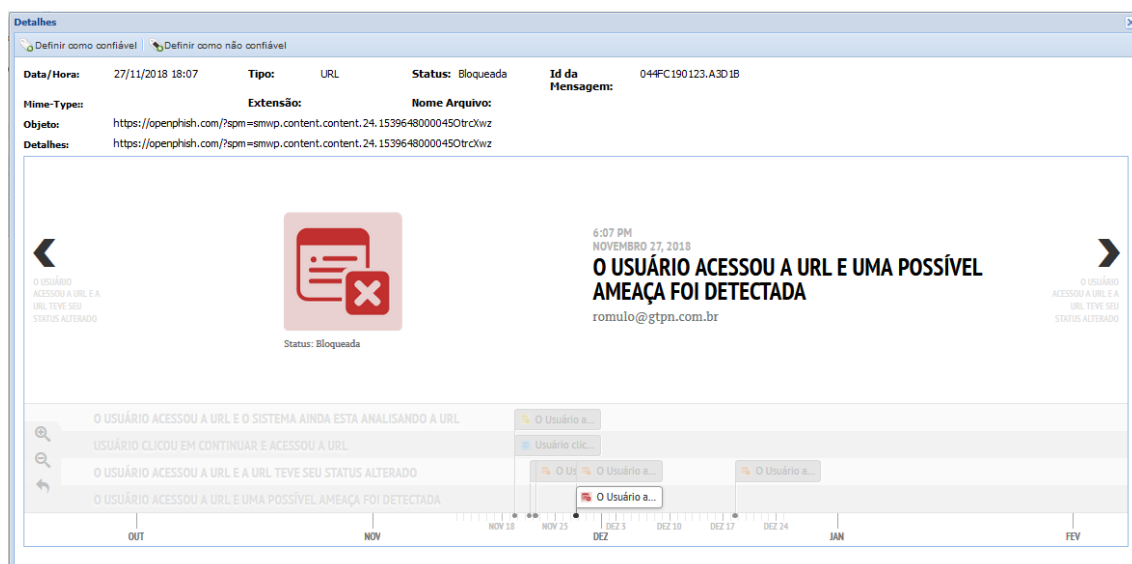 Detalhes
Definir como confiável Definir como não confiável
Data/Hora: 27/11/2018 18:07 Tipo: URL Status: Bloqueada Id da Mensagem: 044FC190123.A3D1B
Mime-Type:: Extensão: Nome Arquivo:
Objeto: https://openphish.com/?spm=smwp.content.content.24.1539648000045OtrcXwz
Detalhes: https://openphish.com/?spm=smwp.content.content.24.1539648000045OtrcXwz
O USUÁRIO
ACESSOU A URL E A
URL TEVE SEU
STATUS ALTERADO
Status: Bloqueada
6:07 PM
NOVEMBRO 27, 2018
O USUÁRIO ACESSOU A URL E UMA POSSÍVEL
AMEAÇA FOI DETECTADA
romulo@gtpn.com.br
O USUÁRIO
ACESSOU A URL E A
URL TEVE SEU
STATUS ALTERADO
O USUÁRIO ACESSOU A URL E O SISTEMA AINDA ESTA ANALISANDO A URL O Usuário a...
USUÁRIO CLICOU EM CONTINUAR E ACESSOU A URL Usuário clic...
O USUÁRIO ACESSOU A URL E A URL TEVE SEU STATUS ALTERADO O Us O Usuário a... O Usuário a...
O USUÁRIO ACESSOU A URL E UMA POSSÍVEL AMEAÇA FOI DETECTADA O Usuário a...
NOV 18 NOV 25 DEZ 3 DEZ 10 DEZ 17 DEZ 24
OUT NOV DEZ JAN FEV